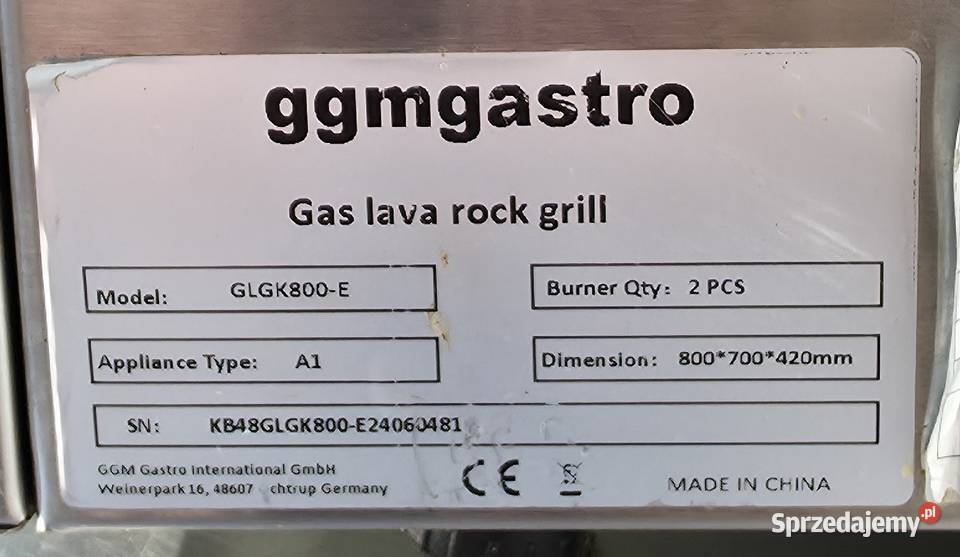 ggmgastro
Gas lava rock grill
Model: GLGK800-E
Burner Qty: 2 PCS
Appliance Type: A1
Dimension: 800*700*420mm
SN: KB48GLGK800-E24060481
GGM Gastro International GmbH
Weinerpark 16, 48607 chtrup Germany
CE
MADE IN CHINA
Sprzedajemy.pl